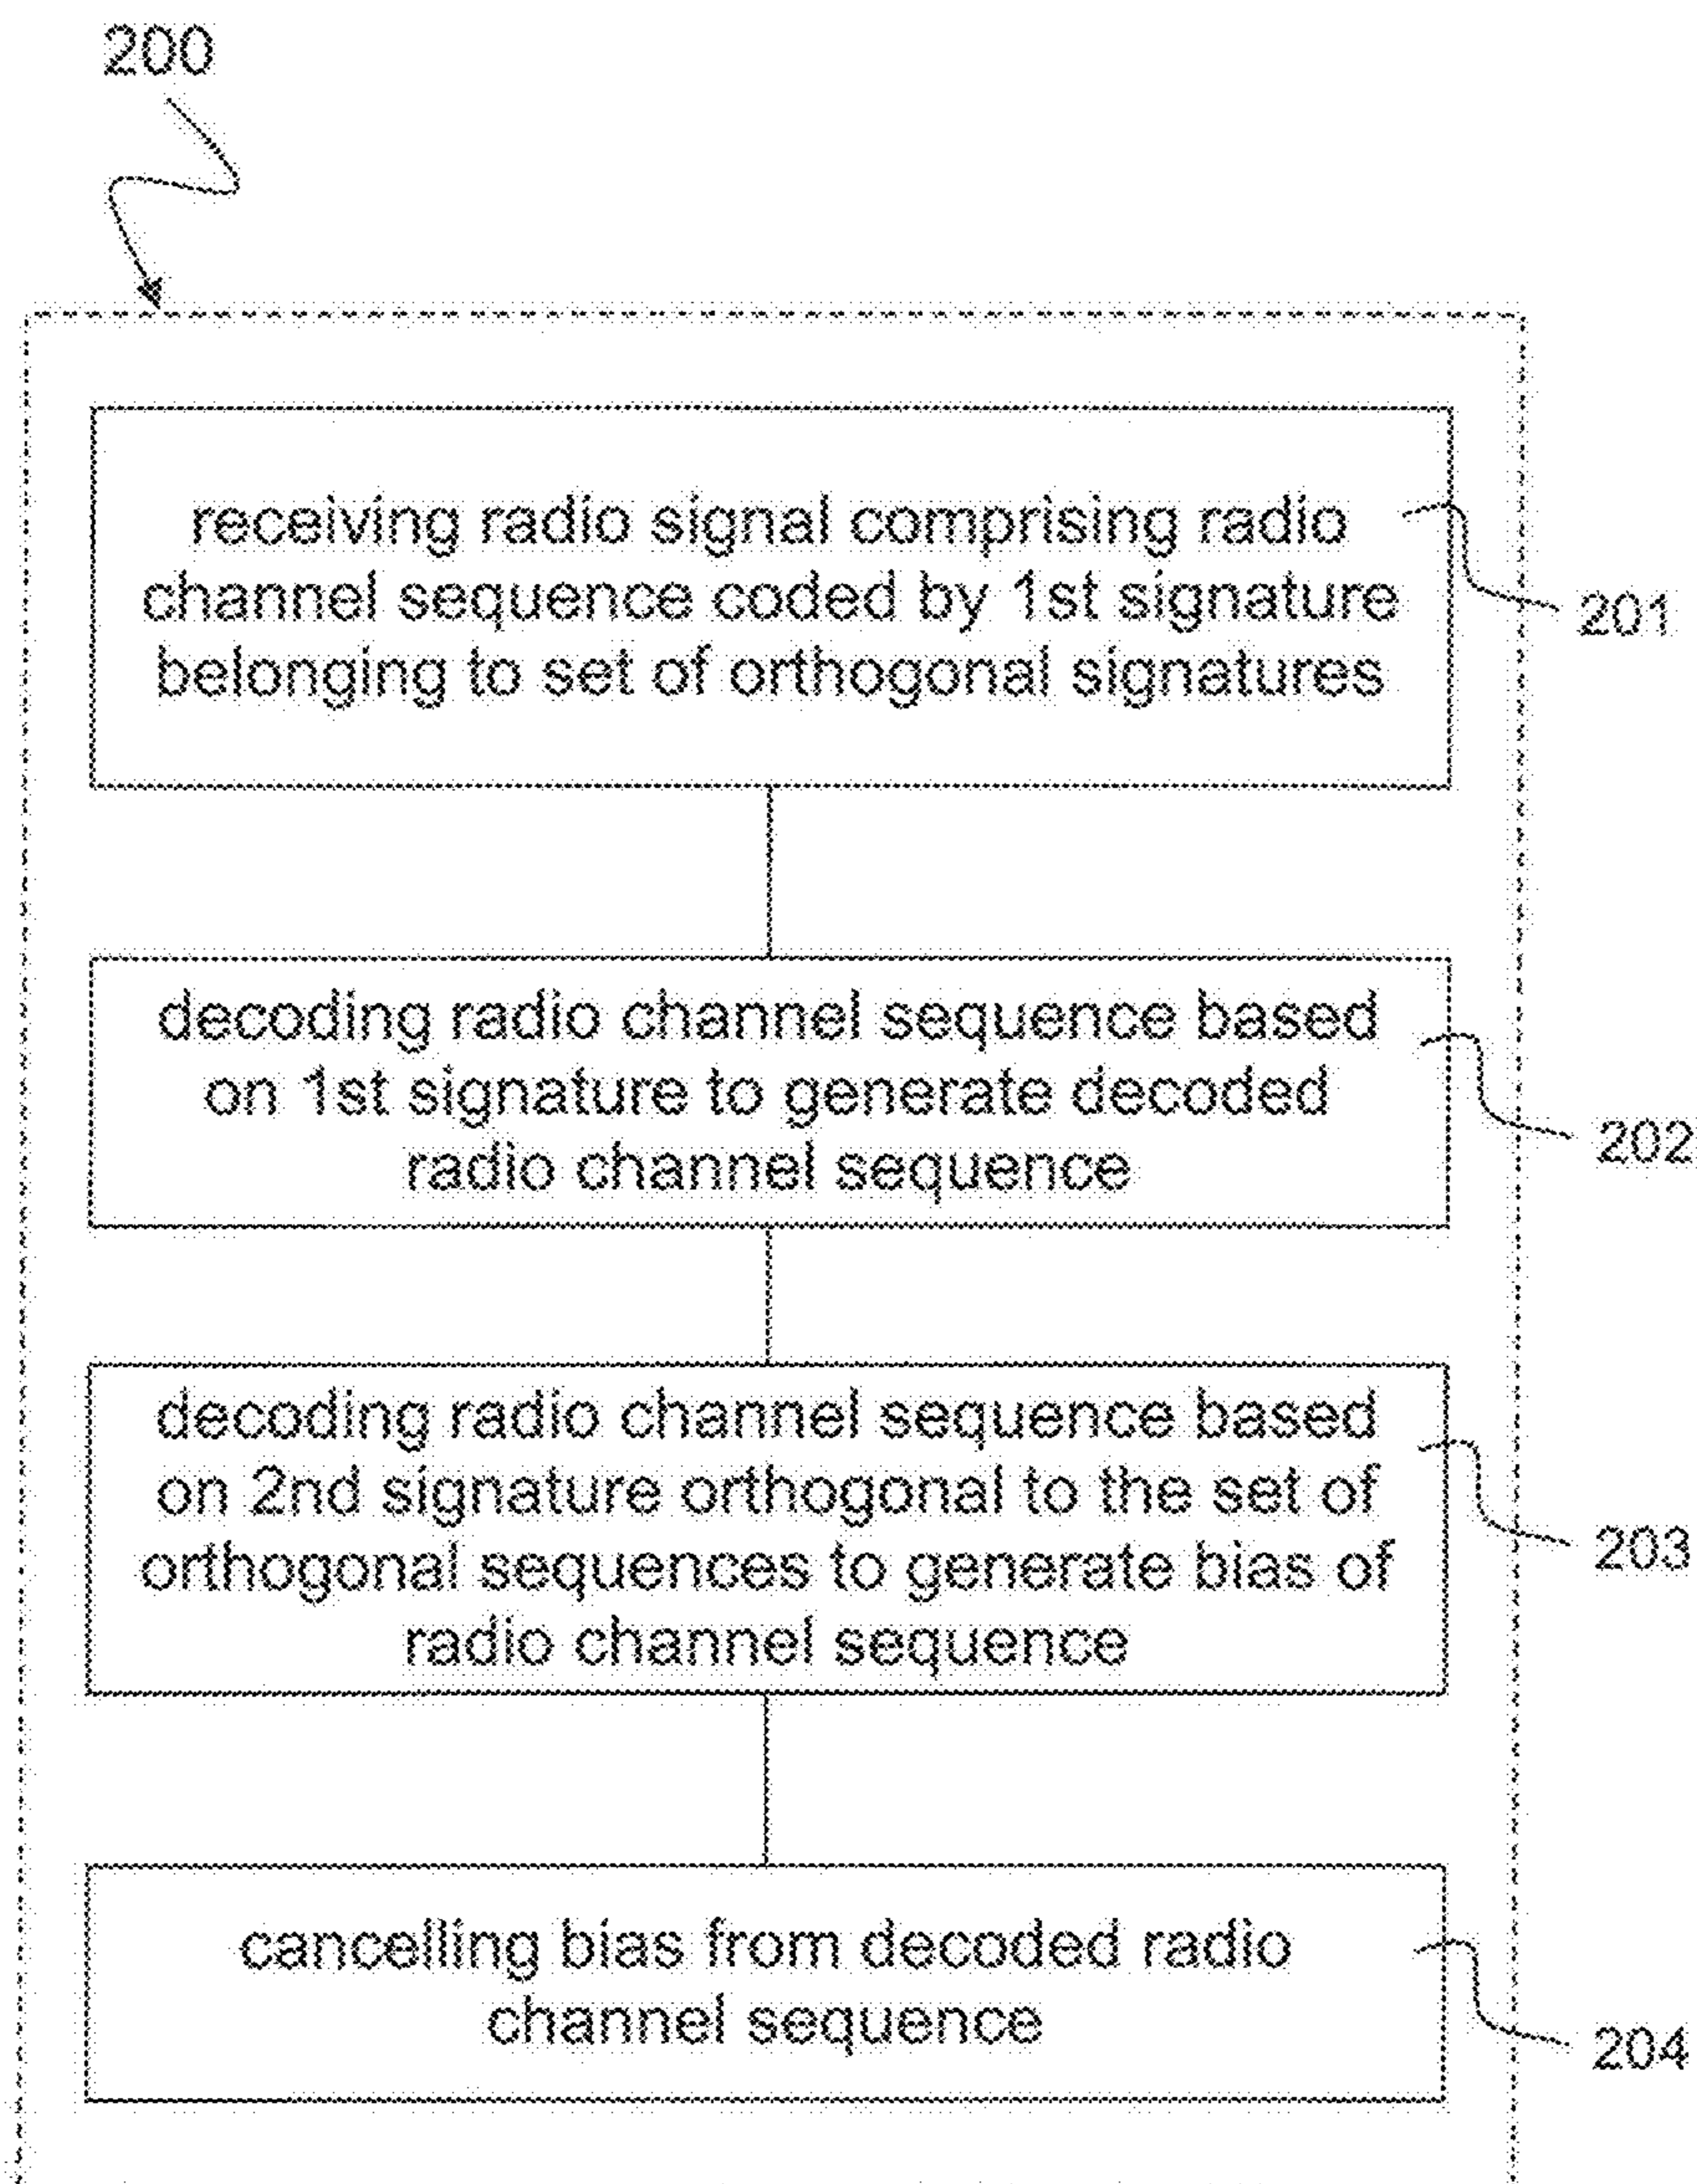 200
receiving radio signal comprising radio
channel sequence coded by 1st signature
belonging to set of orthogonal signatures
201
decoding radio channel sequence based
on 1st signature to generate decoded
radio channel sequence
202
decoding radio channel sequence based
on 2nd signature orthogonal to the set of
orthogonal sequences to generate bias of
radio channel sequence
203
cancelling bias from decoded radio
channel sequence
204